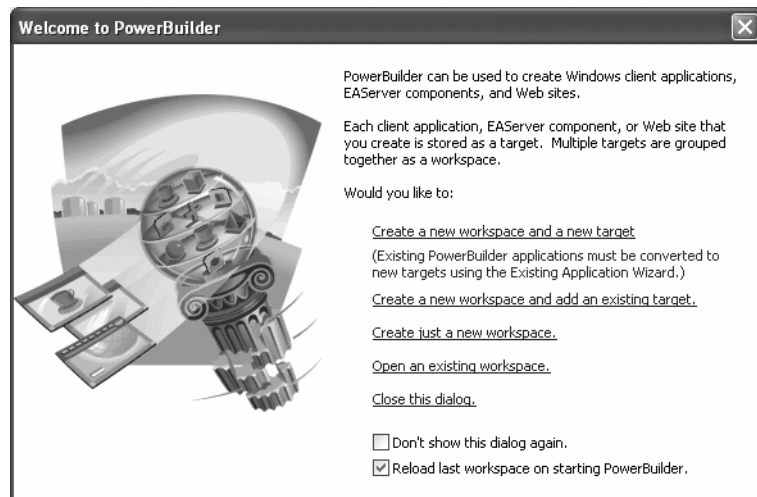 Welcome to PowerBuilder
PowerBuilder can be used to create Windows client applications,
EAServer components, and Web sites.
Each client application, EAServer component, or Web site that
you create is stored as a target.  Multiple targets are grouped
together as a workspace.
Would you like to:
Create a new workspace and a new target
(Existing PowerBuilder applications must be converted to
new targets using the Existing Application Wizard.)
Create a new workspace and add an existing target.
Create just a new workspace.
Open an existing workspace.
Close this dialog.
Don't show this dialog again.
Reload last workspace on starting PowerBuilder.